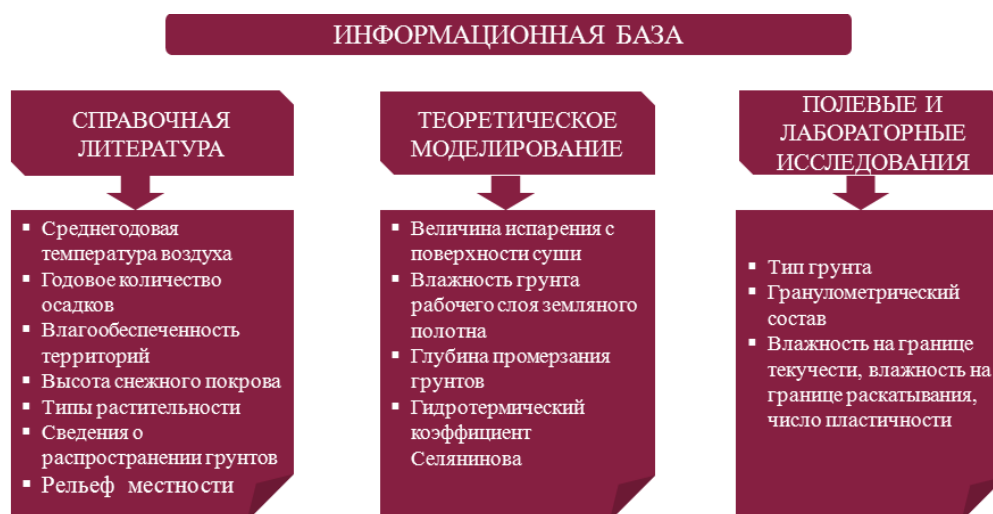 ИНФОРМАЦИОННАЯ БАЗА
СПРАВОЧНАЯ
ЛИТЕРАТУРА
▪ Среднегодовая
температура воздуха
▪ Годовое количество
осадков
▪ Влагообеспеченность
территорий
▪ Высота снежного покрова
▪ Типы растительности
▪ Сведения о
распространении грунтов
▪ Рельеф местности
ТЕОРЕТИЧЕСКОЕ
МОДЕЛИРОВАНИЕ
▪ Величина испарения с
поверхности суши
▪ Влажность грунта
рабочего слоя земляного
полотна
▪ Глубина промерзания
грунтов
▪ Гидротермический
коэффициент
Селянинова
ПОЛЕВЫЕ И
ЛАБОРАТОРНЫЕ
ИССЛЕДОВАНИЯ
▪ Тип грунта
▪ Гранулометрический
состав
▪ Влажность на границе
текучести, влажность на
границе раскатывания,
число пластичности